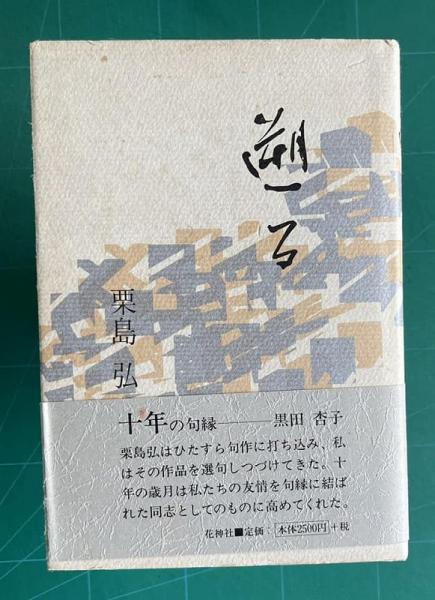 遡る
栗島 弘
十年の句縁――黒田 杏子
栗島弘はひたすら句作に打ち込み、私
はその作品を選句しつづけてきた。十
年の歳月は私たちの友情を句縁に結ば
れた同志としてのものに高めてくれた。
花神社■定価:本体2500円+税